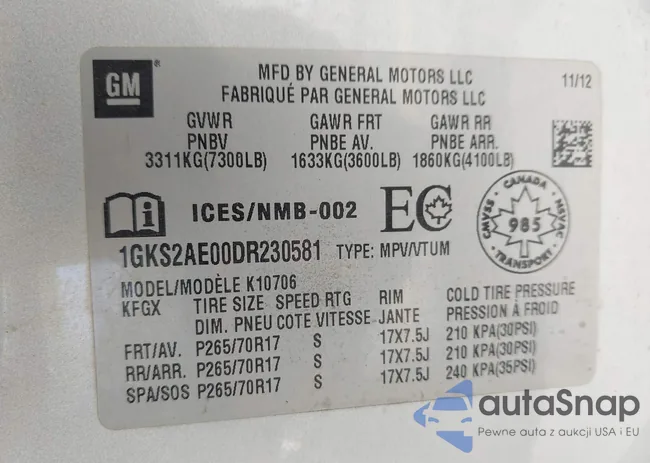 GM
MFD BY GENERAL MOTORS LLC
11/12
FABRIQUÉ PAR GENERAL MOTORS LLC
GVWR GAWR FRT GAWR RR
PNBV PNBE AV. PNBE ARR.
3311KG(7300LB) 1633KG(3600LB) 1860KG(4100LB)
ICES/NMB-002
EC
CANADA
CMVSS 985 NSVAC
TRANSPORT
1GKS2AE00DR230581 TYPE: MPV/VTUM
MODEL/MODÈLE K10706
KFGX TIRE SIZE SPEED RTG RIM COLD TIRE PRESSURE
DIM. PNEU COTE VITESSE JANTE PRESSION À FROID
FRT/AV. P265/70R17 S 17X7.5J 210 KPA(30PSI)
RR/ARR. P265/70R17 S 17X7.5J 210 KPA(30PSI)
SPA/SOS P265/70R17 S 17X7.5J 240 KPA(35PSI)
autoSnap
Pewne auta z aukcji USA i EU